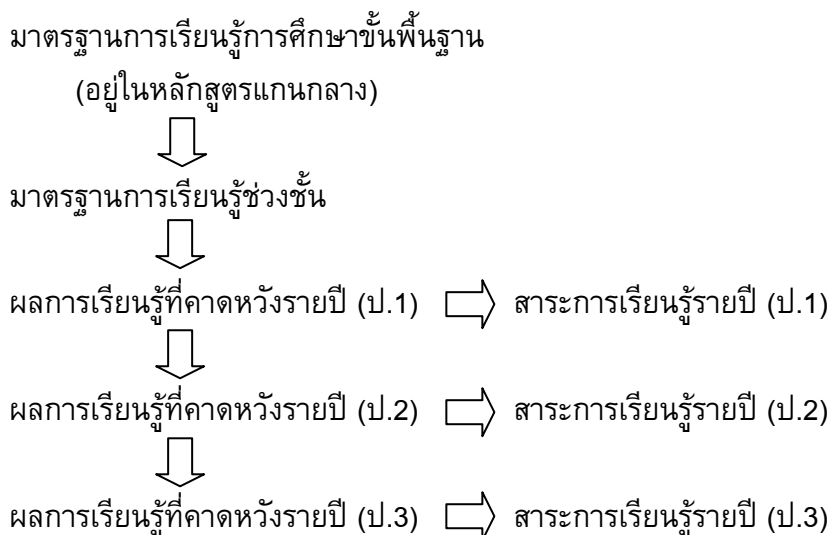 มาตรฐานการเรียนรู้การศึกษาขั้นพื้นฐาน
(อยู่ในหลักสูตรแกนกลาง)
มาตรฐานการเรียนรู้ช่วงชั้น
ผลการเรียนรู้ที่คาดหวังรายปี (ป.1) สาระการเรียนรู้รายปี (ป.1)
ผลการเรียนรู้ที่คาดหวังรายปี (ป.2) สาระการเรียนรู้รายปี (ป.2)
ผลการเรียนรู้ที่คาดหวังรายปี (ป.3) สาระการเรียนรู้รายปี (ป.3)